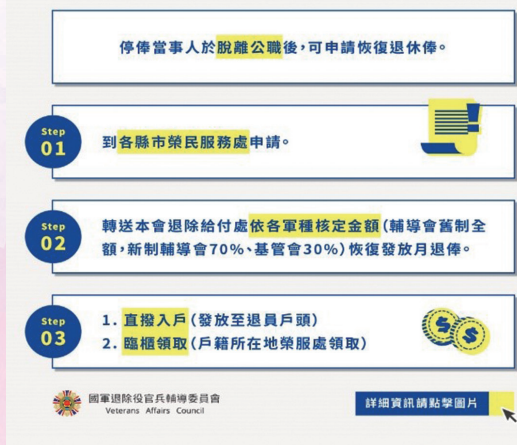 停俸當事人於脫離公職後,可申請恢復退休俸。
Step
01
到各縣市榮民服務處申請。
Step
02
轉送本會退除給付處依各軍種核定金額(輔導會舊制全
額,新制輔導會70%、基管會30%)恢復發放月退俸。
Step
03
1. 直撥入戶(發放至退員戶頭)
2. 臨櫃領取(戶籍所在地榮服處領取)
國軍退除役官兵輔導委員會
Veterans Affairs Council
詳細資訊請點擊圖片